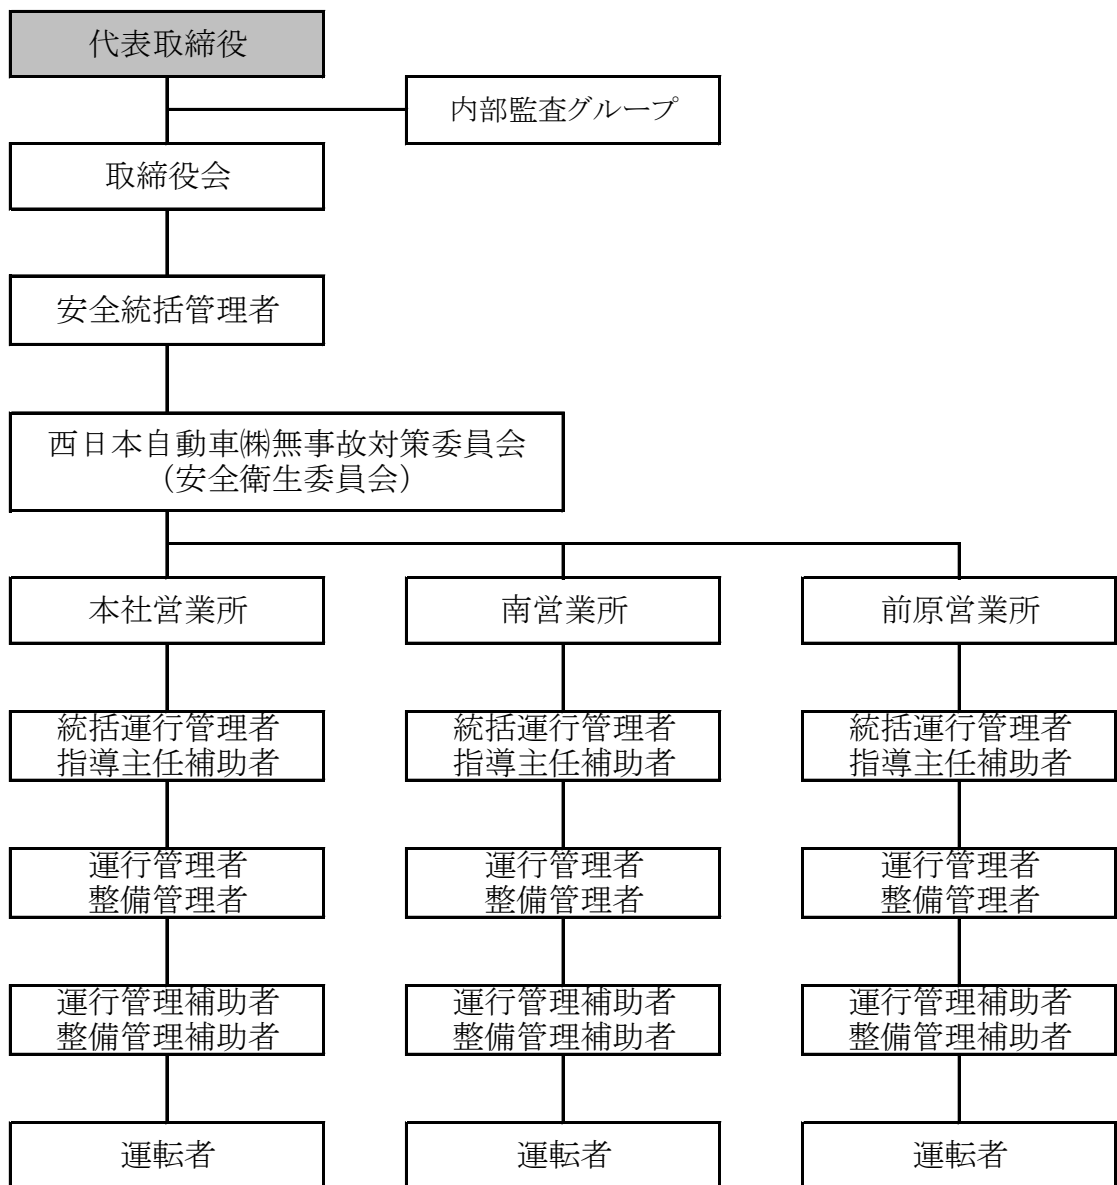 代表取締役
内部監査グループ
取締役会
安全統括管理者
西日本自動車㈱無事故対策委員会
（安全衛生委員会）
本社営業所
南営業所
前原営業所
統括運行管理者
指導主任補助者
統括運行管理者
指導主任補助者
統括運行管理者
指導主任補助者
運行管理者
整備管理者
運行管理者
整備管理者
運行管理者
整備管理者
運行管理補助者
整備管理補助者
運行管理補助者
整備管理補助者
運行管理補助者
整備管理補助者
運転者
運転者
運転者